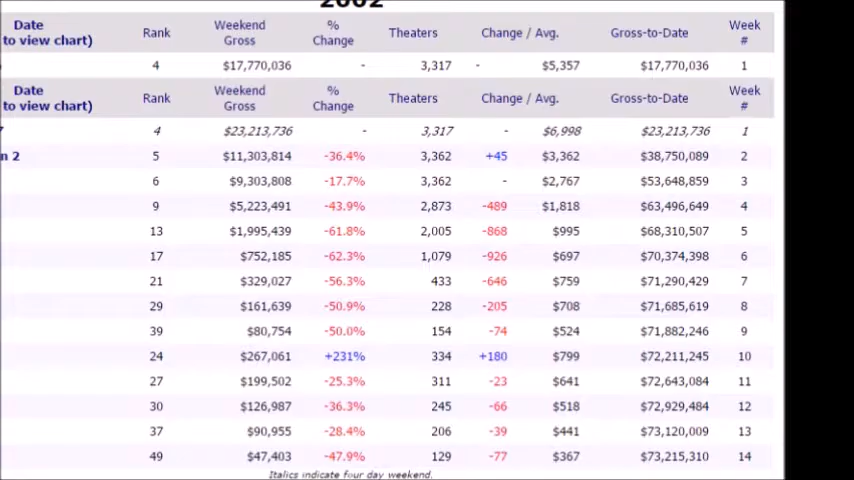 2002
Date Rank Weekend Gross % Change Theaters Change / Avg. Gross-to-Date Week #
to view chart)
4 $17,770,036 - 3,317 - $5,357 $17,770,036 1
Date Rank Weekend Gross % Change Theaters Change / Avg. Gross-to-Date Week #
to view chart)
4 $23,213,736 - 3,317 - $6,998 $23,213,736 1
n 2 5 $11,303,814 -36.4% 3,362 +45 $3,362 $38,750,089 2
6 $9,303,808 -17.7% 3,362 - $2,767 $53,648,859 3
9 $5,223,491 -43.9% 2,873 -489 $1,818 $63,496,649 4
13 $1,995,439 -61.8% 2,005 -868 $995 $68,310,507 5
17 $752,185 -62.3% 1,079 -926 $697 $70,374,398 6
21 $329,027 -56.3% 433 -646 $759 $71,290,429 7
29 $161,639 -50.9% 228 -205 $708 $71,685,619 8
39 $80,754 -50.0% 154 -74 $524 $71,882,246 9
24 $267,061 +231% 334 +180 $799 $72,211,245 10
27 $199,502 -25.3% 311 -23 $641 $72,643,084 11
30 $126,987 -36.3% 245 -66 $518 $72,929,484 12
37 $90,955 -28.4% 206 -39 $441 $73,120,009 13
49 $47,403 -47.9% 129 -77 $367 $73,215,310 14
Italics indicate four day weekend.